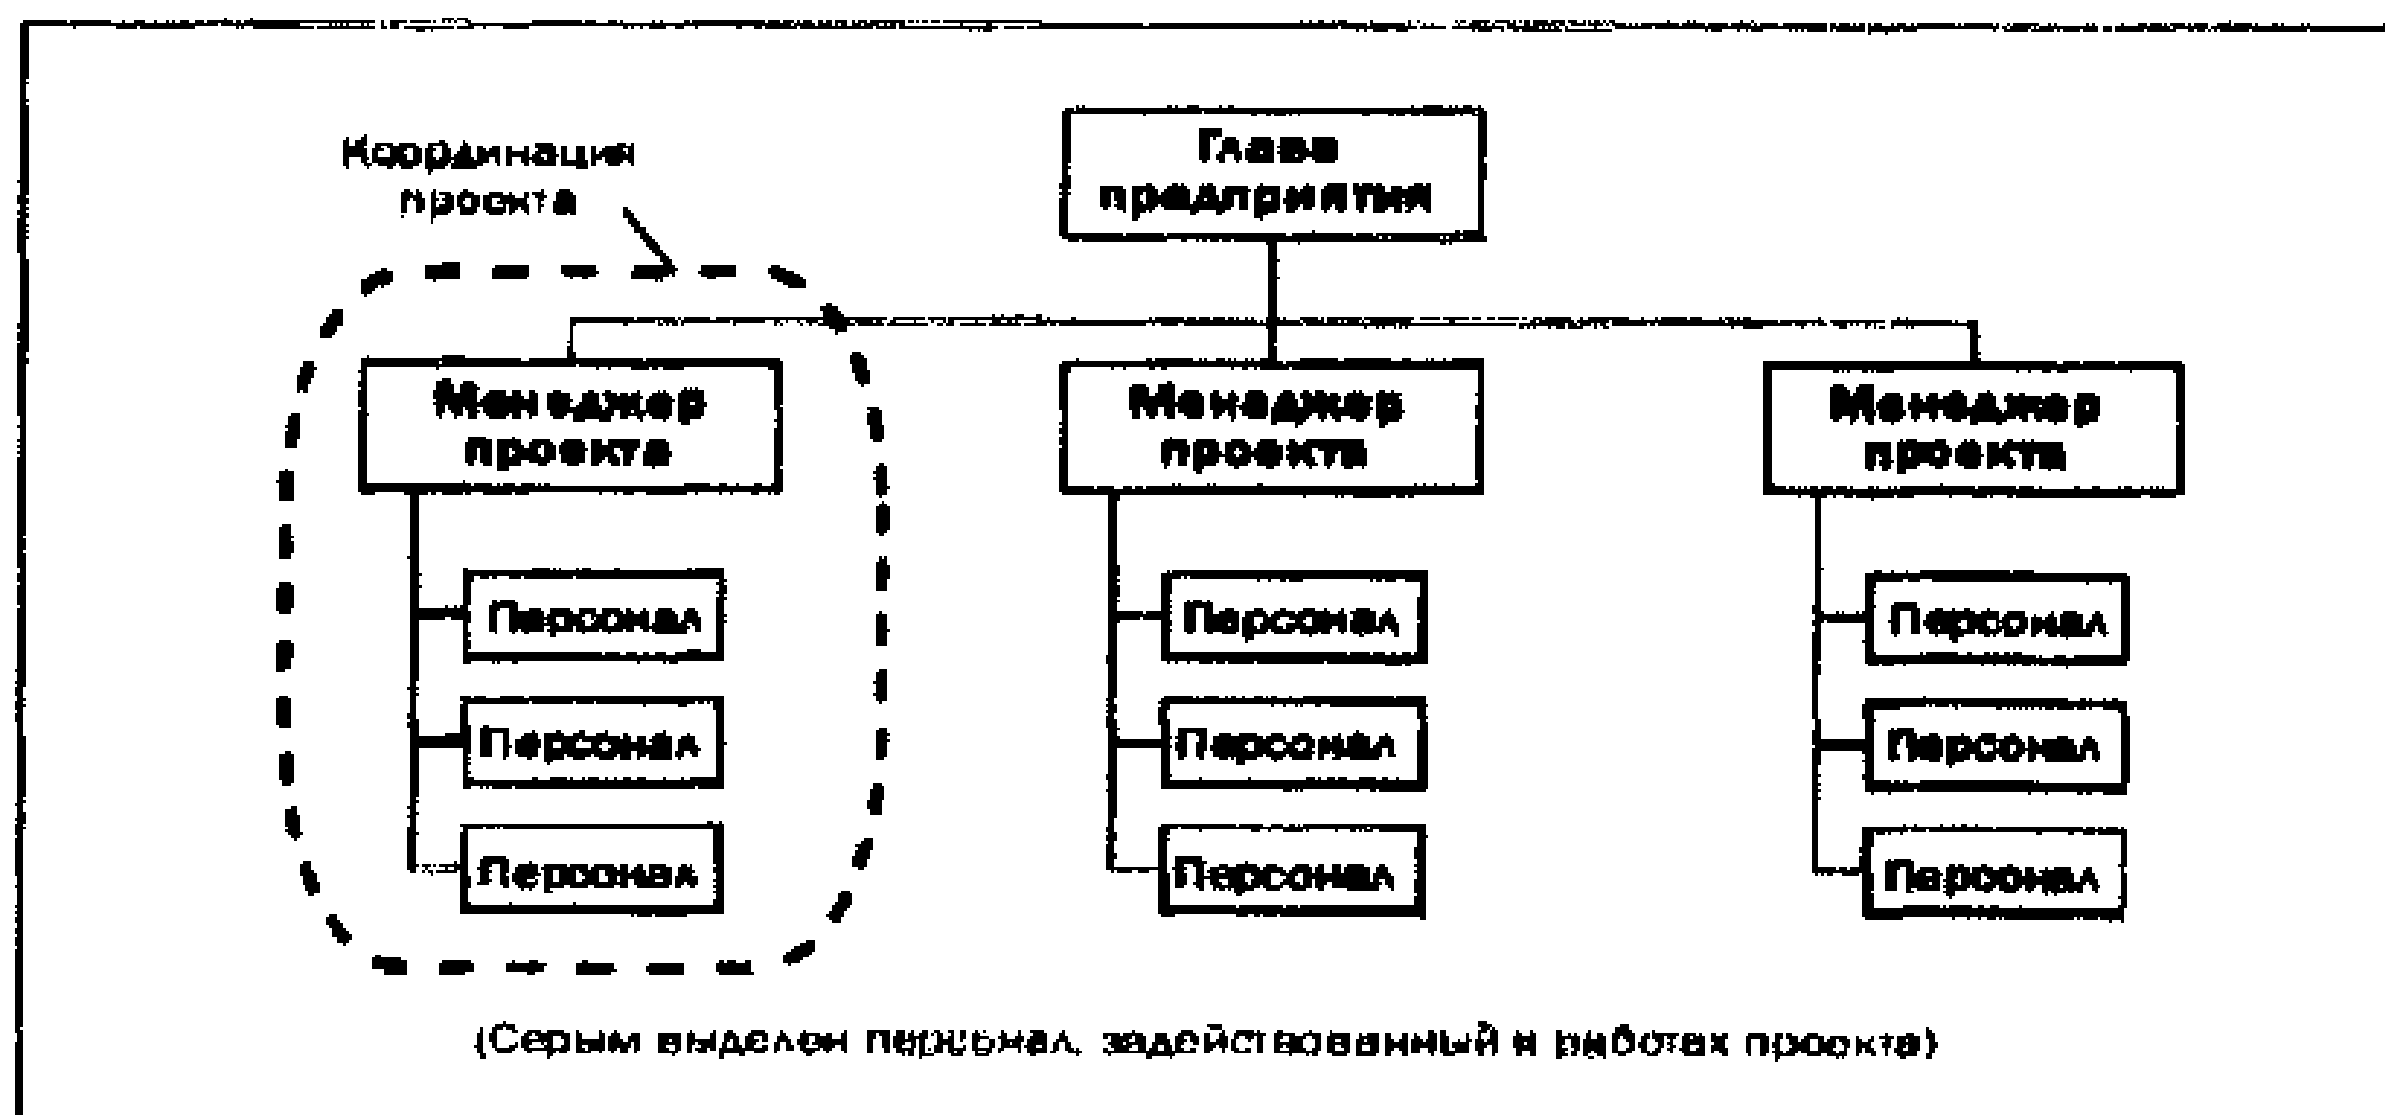 Координация
проекта
Глава
предприятия
Менеджер
проекта
Персонал
Персонал
Персонал
Менеджер
проекта
Персонал
Персонал
Персонал
Менеджер
проекта
Персонал
Персонал
Персонал
(Серым выделен персонал, задействованный в работах проекта)